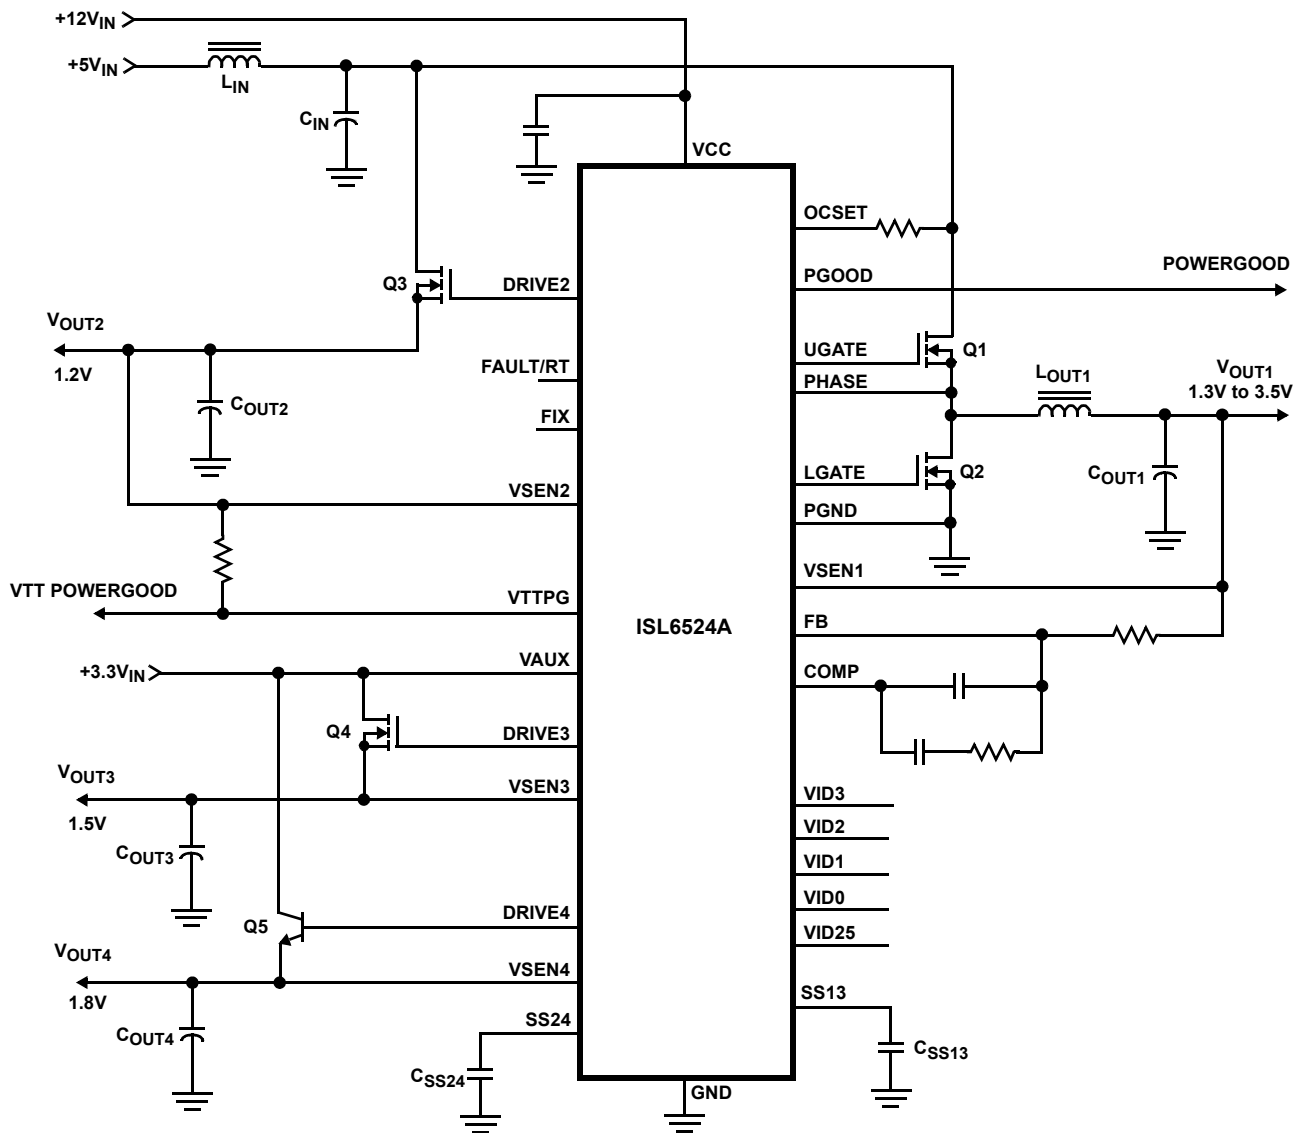 +12VIN
+5VIN
LIN
CIN
VCC
OCSET
PGOOD
POWERGOOD
Q3
DRIVE2
VOUT2
1.2V
COUT2
FAULT/RT
FIX
UGATE
Q1
PHASE
LOUT1
VOUT1
1.3V to 3.5V
LGATE
Q2
COUT1
PGND
VSEN2
VSEN1
VTT POWERGOOD
VTTPG
ISL6524A
FB
+3.3VIN
VAUX
COMP
Q4
DRIVE3
VOUT3
1.5V
VSEN3
COUT3
VID3
VID2
VID1
VID0
VID25
Q5
DRIVE4
VOUT4
1.8V
VSEN4
COUT4
SS24
SS13
CSS24
CSS13
GND